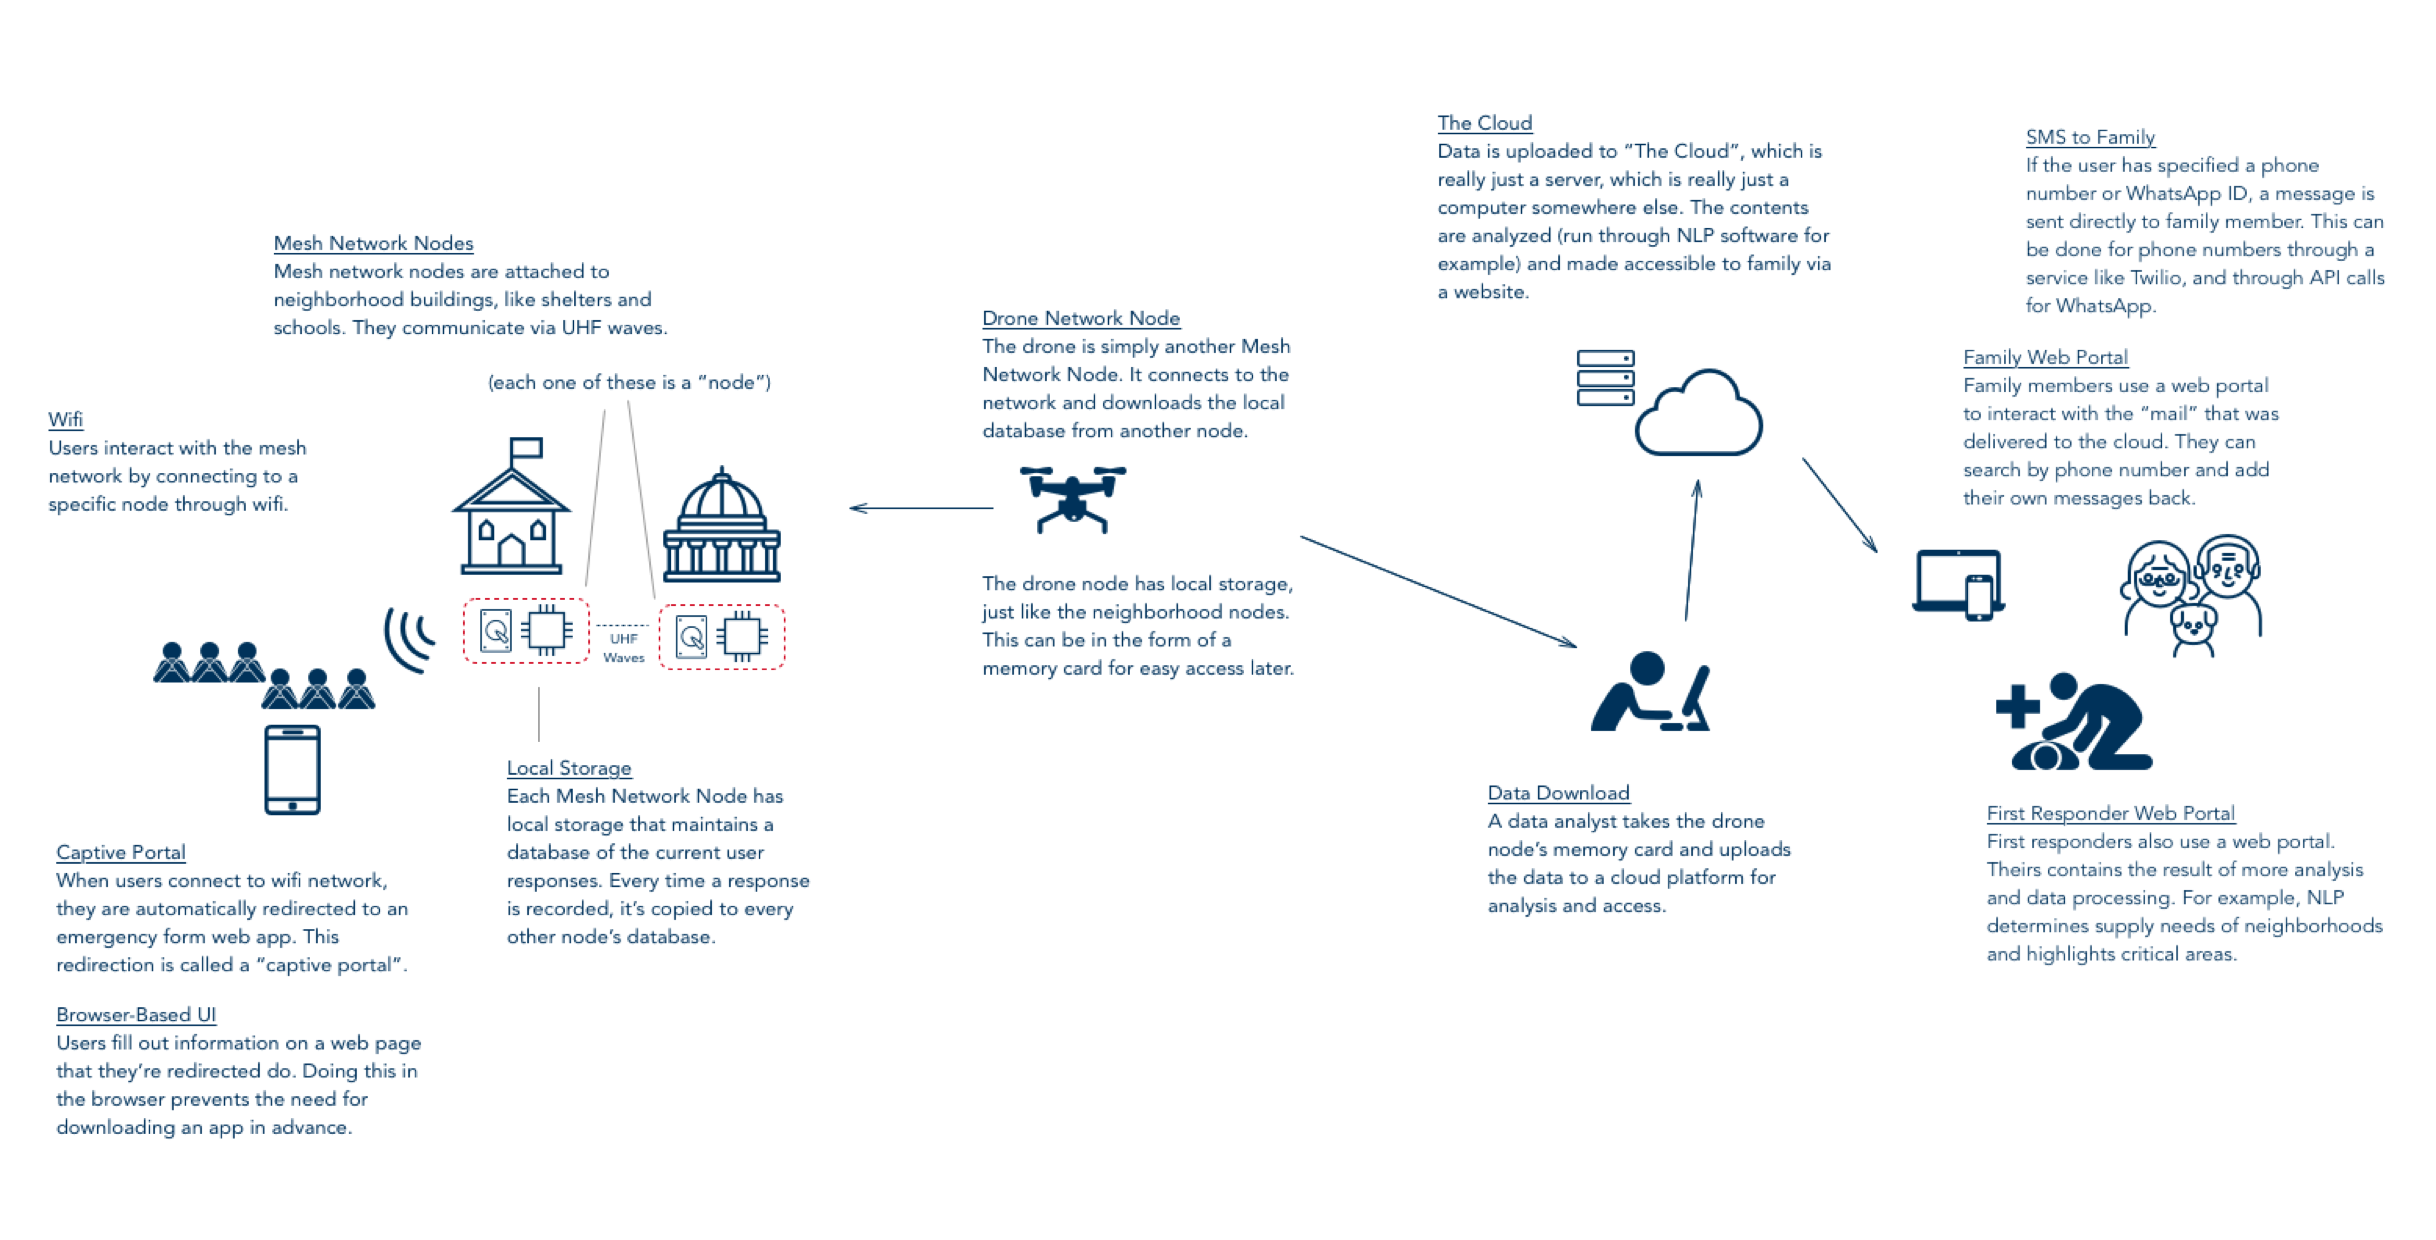 Wifi
Users interact with the mesh
network by connecting to a
specific node through wifi.
Captive Portal
When users connect to wifi network,
they are automatically redirected to an
emergency form web app. This
redirection is called a “captive portal”.
Browser-Based UI
Users fill out information on a web page
that they’re redirected do. Doing this in
the browser prevents the need for
downloading an app in advance.
Mesh Network Nodes
Mesh network nodes are attached to
neighborhood buildings, like shelters and
schools. They communicate via UHF waves.
(each one of these is a “node”)
UHF
Waves
Local Storage
Each Mesh Network Node has
local storage that maintains a
database of the current user
responses. Every time a response
is recorded, it’s copied to every
other node’s database.
Drone Network Node
The drone is simply another Mesh
Network Node. It connects to the
network and downloads the local
database from another node.
The drone node has local storage,
just like the neighborhood nodes.
This can be in the form of a
memory card for easy access later.
The Cloud
Data is uploaded to “The Cloud”, which is
really just a server, which is really just a
computer somewhere else. The contents
are analyzed (run through NLP software for
example) and made accessible to family via
a website.
Data Download
A data analyst takes the drone
node’s memory card and uploads
the data to a cloud platform for
analysis and access.
SMS to Family
If the user has specified a phone
number or WhatsApp ID, a message is
sent directly to family member. This can
be done for phone numbers through a
service like Twilio, and through API calls
for WhatsApp.
Family Web Portal
Family members use a web portal
to interact with the “mail” that was
delivered to the cloud. They can
search by phone number and add
their own messages back.
First Responder Web Portal
First responders also use a web portal.
Theirs contains the result of more analysis
and data processing. For example, NLP
determines supply needs of neighborhoods
and highlights critical areas.